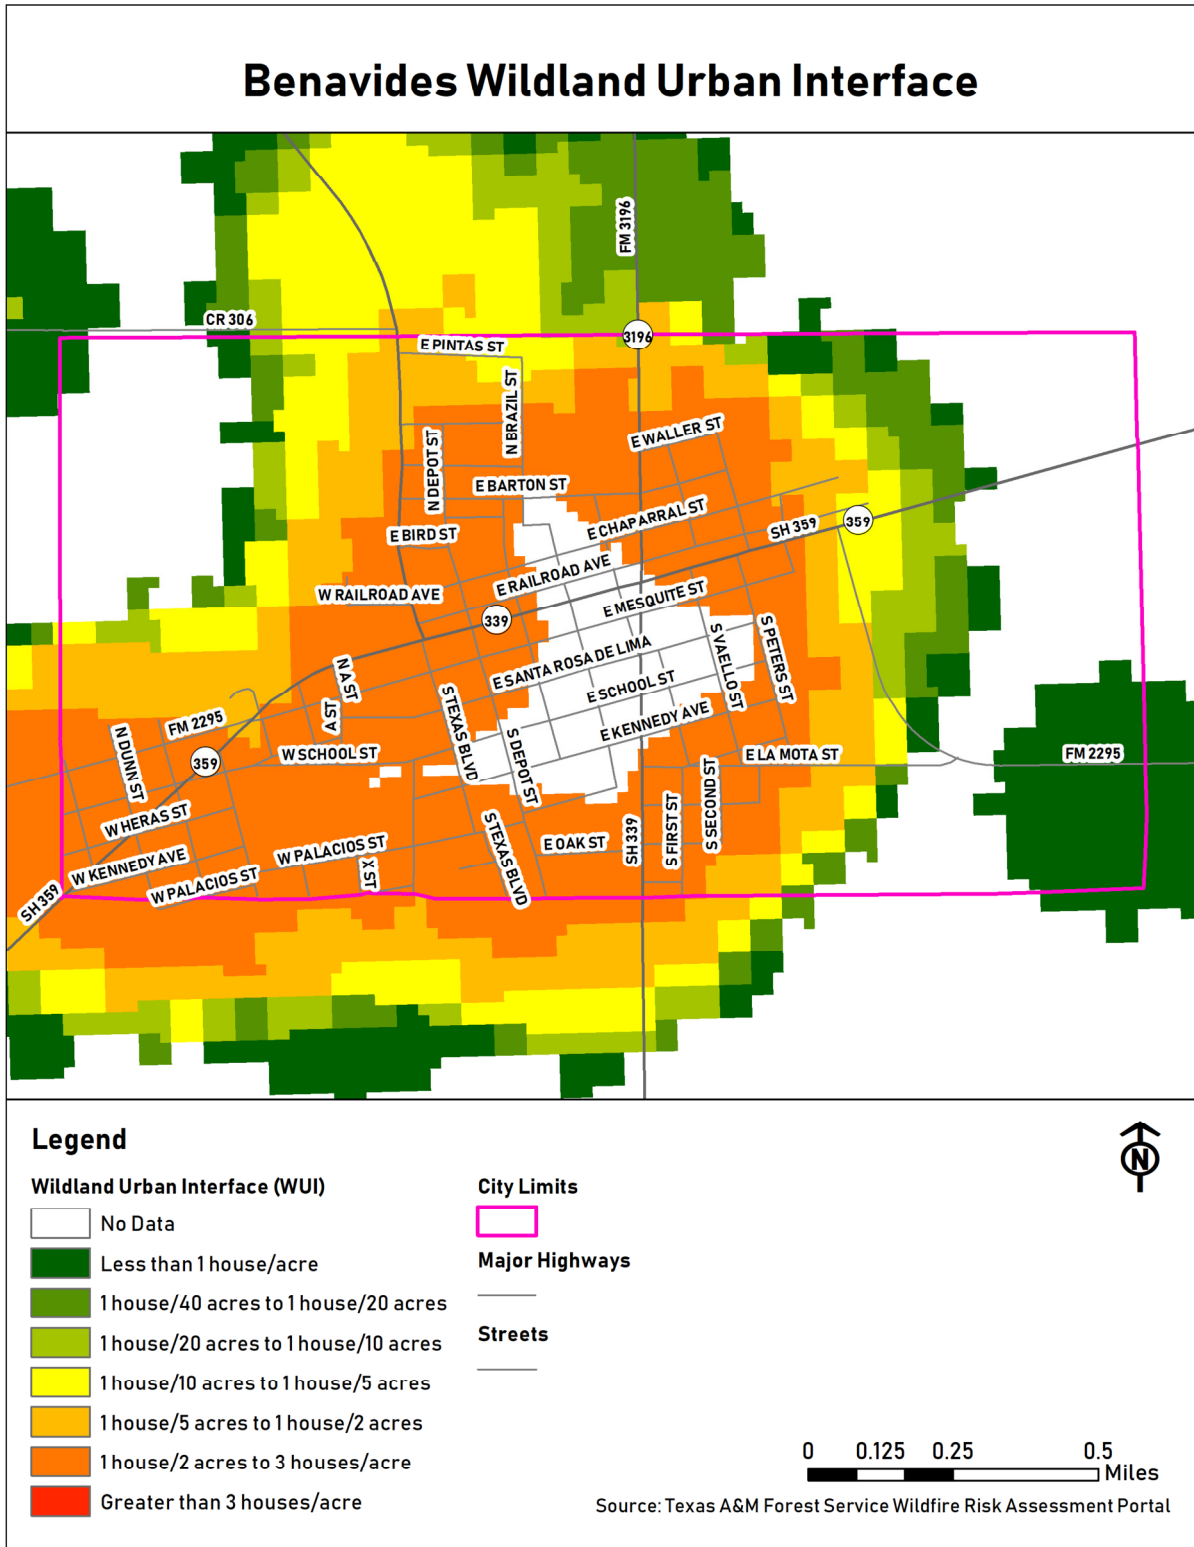 Benavides Wildland Urban Interface
FM 3196
CR 306
3196
E PINTAS ST
N BRAZIL ST
E WALLER ST
N DEPOT ST
E BARTON ST
E CHAPARRAL ST
SH 359
359
E BIRD ST
E RAILROAD AVE
W RAILROAD AVE
E MESQUITE ST
339
S VAELLO ST
S PETERS ST
E SANTA ROSA DE LIMA
N A ST
E SCHOOL ST
A ST
S TEXAS BLVD
FM 2295
E KENNEDY AVE
N DUNN ST
S DEPOT ST
W SCHOOL ST
E LA MOTA ST
FM 2295
359
S SECOND ST
W HERAS ST
S FIRST ST
SH 339
E OAK ST
S TEXAS BLVD
W PALACIOS ST
W KENNEDY AVE
X ST
W PALACIOS ST
SH 359
Legend
Wildland Urban Interface (WUI)
No Data
Less than 1 house/acre
1 house/40 acres to 1 house/20 acres
1 house/20 acres to 1 house/10 acres
1 house/10 acres to 1 house/5 acres
1 house/5 acres to 1 house/2 acres
1 house/2 acres to 3 houses/acre
Greater than 3 houses/acre
City Limits
Major Highways
Streets
N
0 0.125 0.25 0.5
Miles
Source: Texas A&M Forest Service Wildfire Risk Assessment Portal